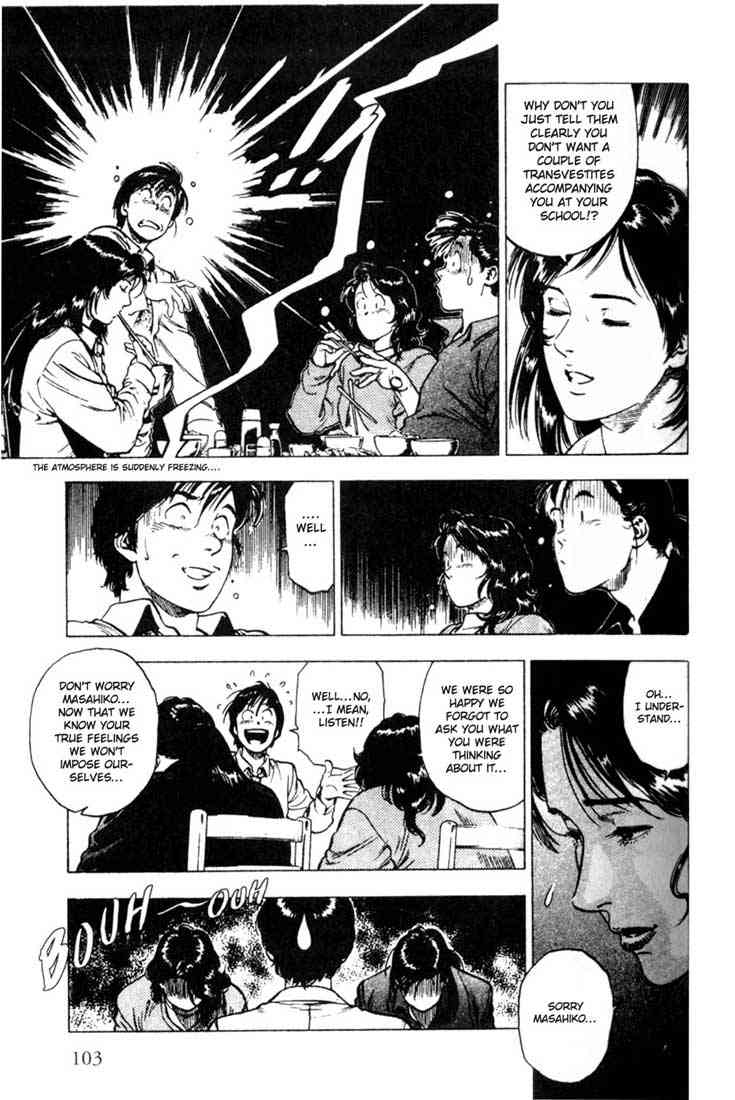 WHY DON'T YOU
JUST TELL THEM
CLEARLY YOU
DON'T WANT A
COUPLE OF
TRANSVESTITES
ACCOMPANYING
YOU AT YOUR
SCHOOL!?
THE ATMOSPHERE IS SUDDENLY FREEZING....
....
WELL
...
OH...
I UNDER-
STAND...
WE WERE SO
HAPPY WE
FORGOT TO
ASK YOU WHAT
YOU WERE
THINKING
ABOUT IT...
WELL...NO,
...I MEAN,
LISTEN!!
DON'T WORRY
MASAHIKO...
NOW THAT WE
KNOW YOUR
TRUE FEELINGS
WE WON'T
IMPOSE OUR-
SELVES...
SORRY
MASAHIKO...
BOUH ~ OUH
103